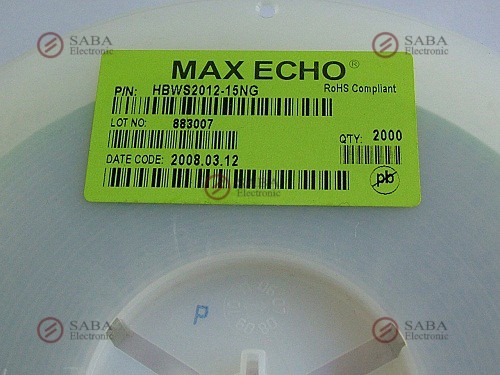 MAX ECHO®
P/N: HBWS2012-15NG RoHS Compliant
LOT NO: 883007
QTY: 2000
DATE CODE: 2008.03.12
pb
P
SABA
Electronic
SABA
Electronic
SABA
Electronic
SABA
Electronic
SABA
Electronic